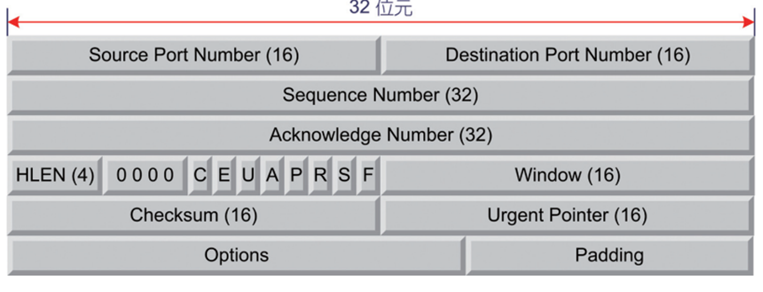 32 位元
Source Port Number (16) Destination Port Number (16)
Sequence Number (32)
Acknowledge Number (32)
HLEN (4) 0 0 0 0 C E U A P R S F Window (16)
Checksum (16) Urgent Pointer (16)
Options Padding